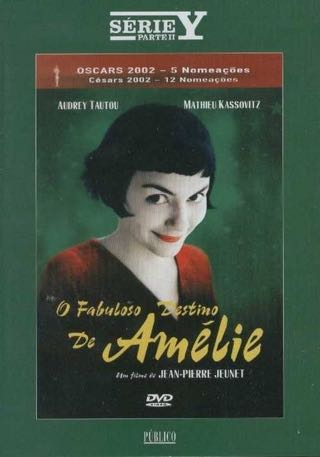 SÉRIE Y
PARTE II
OSCARS 2002 – 5 Nomeações
Césars 2002 – 12 Nomeações
AUDREY TAUTOU MATHIEU KASSOVITZ
O Fabuloso Destino
De Amélie
Um filme de JEAN-PIERRE JEUNET
DVD
VIDEO
PÚBLICO